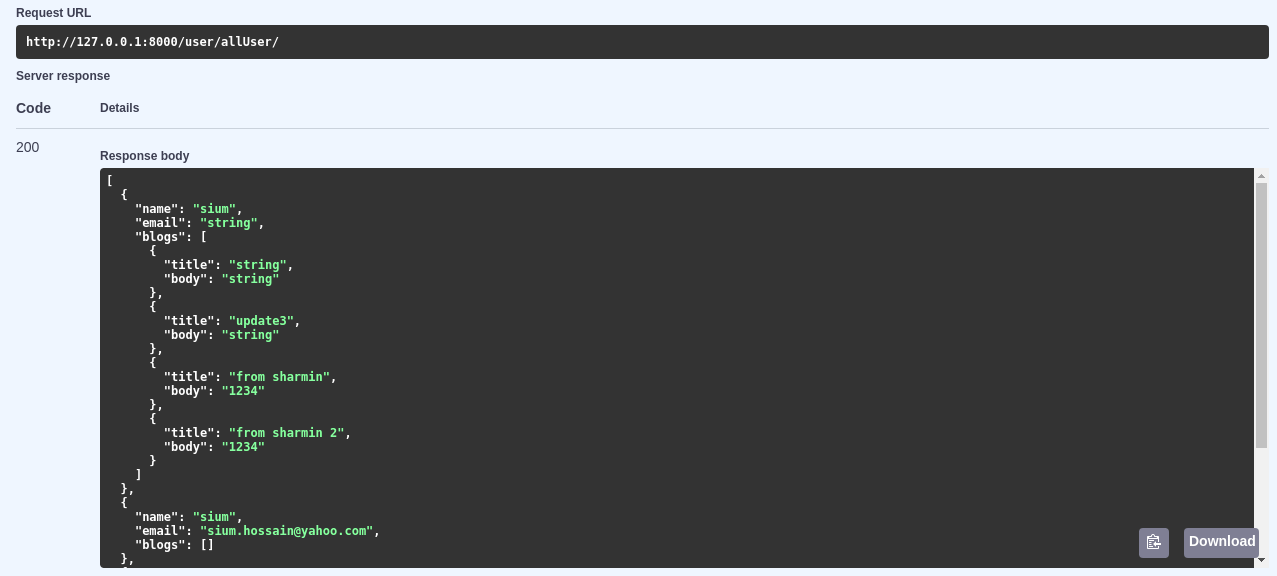 Request URL
http://127.0.0.1:8000/user/allUser/
Server response
Code Details
200
Response body
[
  {
    "name": "sium",
    "email": "string",
    "blogs": [
      {
        "title": "string",
        "body": "string"
      },
      {
        "title": "update3",
        "body": "string"
      },
      {
        "title": "from sharmin",
        "body": "1234"
      },
      {
        "title": "from sharmin 2",
        "body": "1234"
      }
    ]
  },
  {
    "name": "sium",
    "email": "sium.hossain@yahoo.com",
    "blogs": []
  },
Download